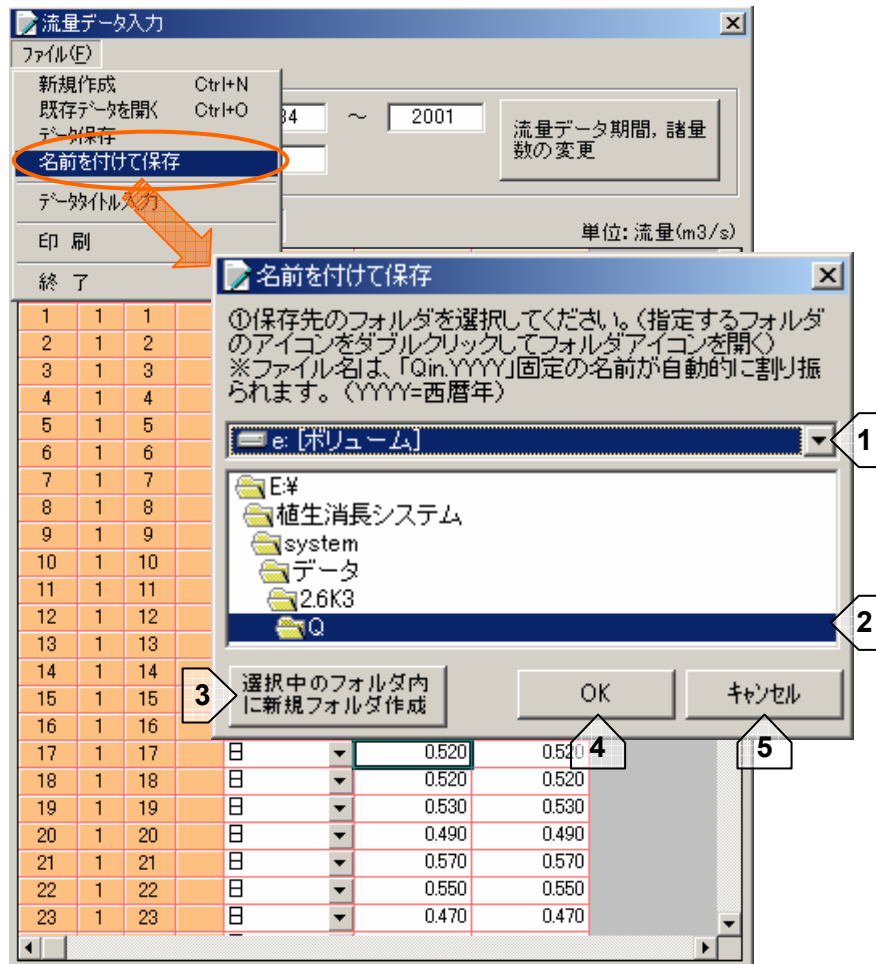 流量データ入力
ファイル(F)
新規作成 Ctrl+N
既存データを開く Ctrl+O
データ保存
名前を付けて保存
データタイトル入力
印 刷
終 了
～ 2001
流量データ期間, 諸量
数の変更
単位: 流量(m3/s)
名前を付けて保存
①保存先のフォルダを選択してください。(指定するフォルダ
のアイコンをダブルクリックしてフォルダアイコンを開く)
※ファイル名は、「Qin.YYYY」固定の名前が自動的に割り振
られます。(YYYY=西暦年)
e: [ボリューム]
1
E:¥
植生消長システム
system
データ
2.6K3
Q
2
選択中のフォルダ内
に新規フォルダ作成
3
OK
4
キャンセル
5
1 1 1
2 1 2
3 1 3
4 1 4
5 1 5
6 1 6
7 1 7
8 1 8
9 1 9
10 1 10
11 1 11
12 1 12
13 1 13
14 1 14
15 1 15
16 1 16
17 1 17 日 0.520 0.520
18 1 18 日 0.520 0.520
19 1 19 日 0.530 0.530
20 1 20 日 0.490 0.490
21 1 21 日 0.570 0.570
22 1 22 日 0.550 0.550
23 1 23 日 0.470 0.470